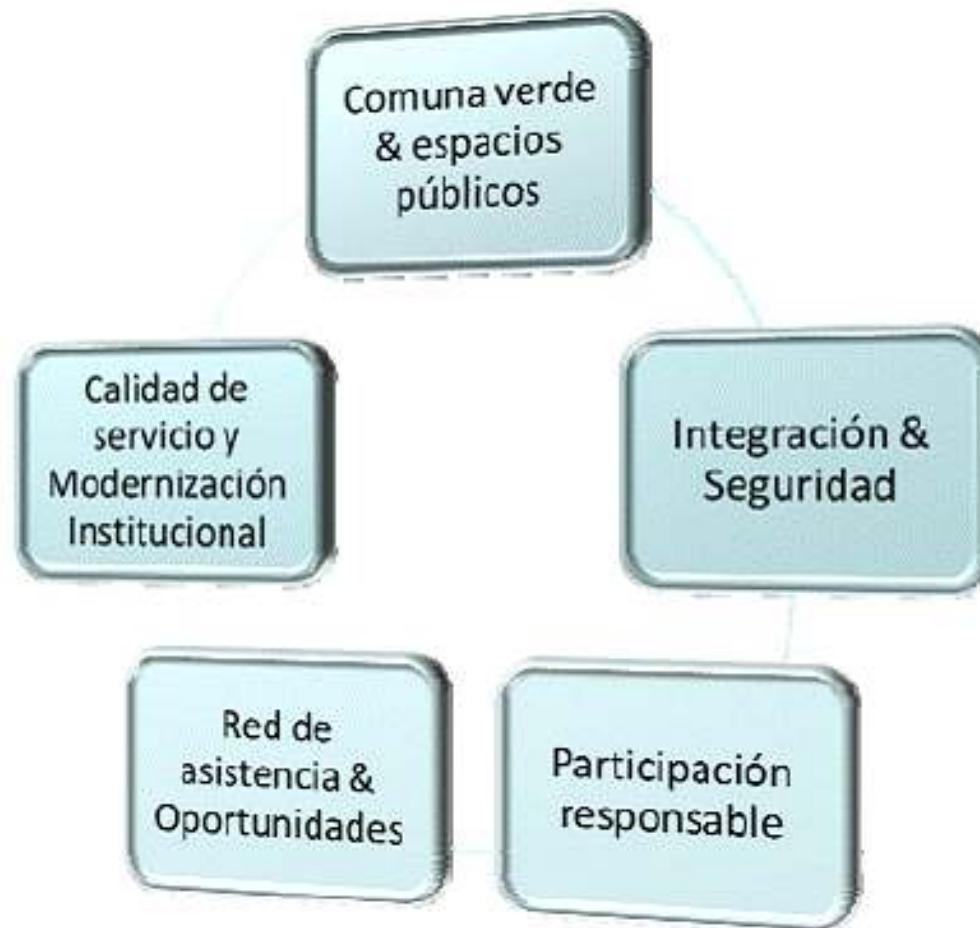 Comuna verde
& espacios
públicos
Integración &
Seguridad
Participación
responsable
Red de
asistencia &
Oportunidades
Calidad de
servicio y
Modernización
Institucional